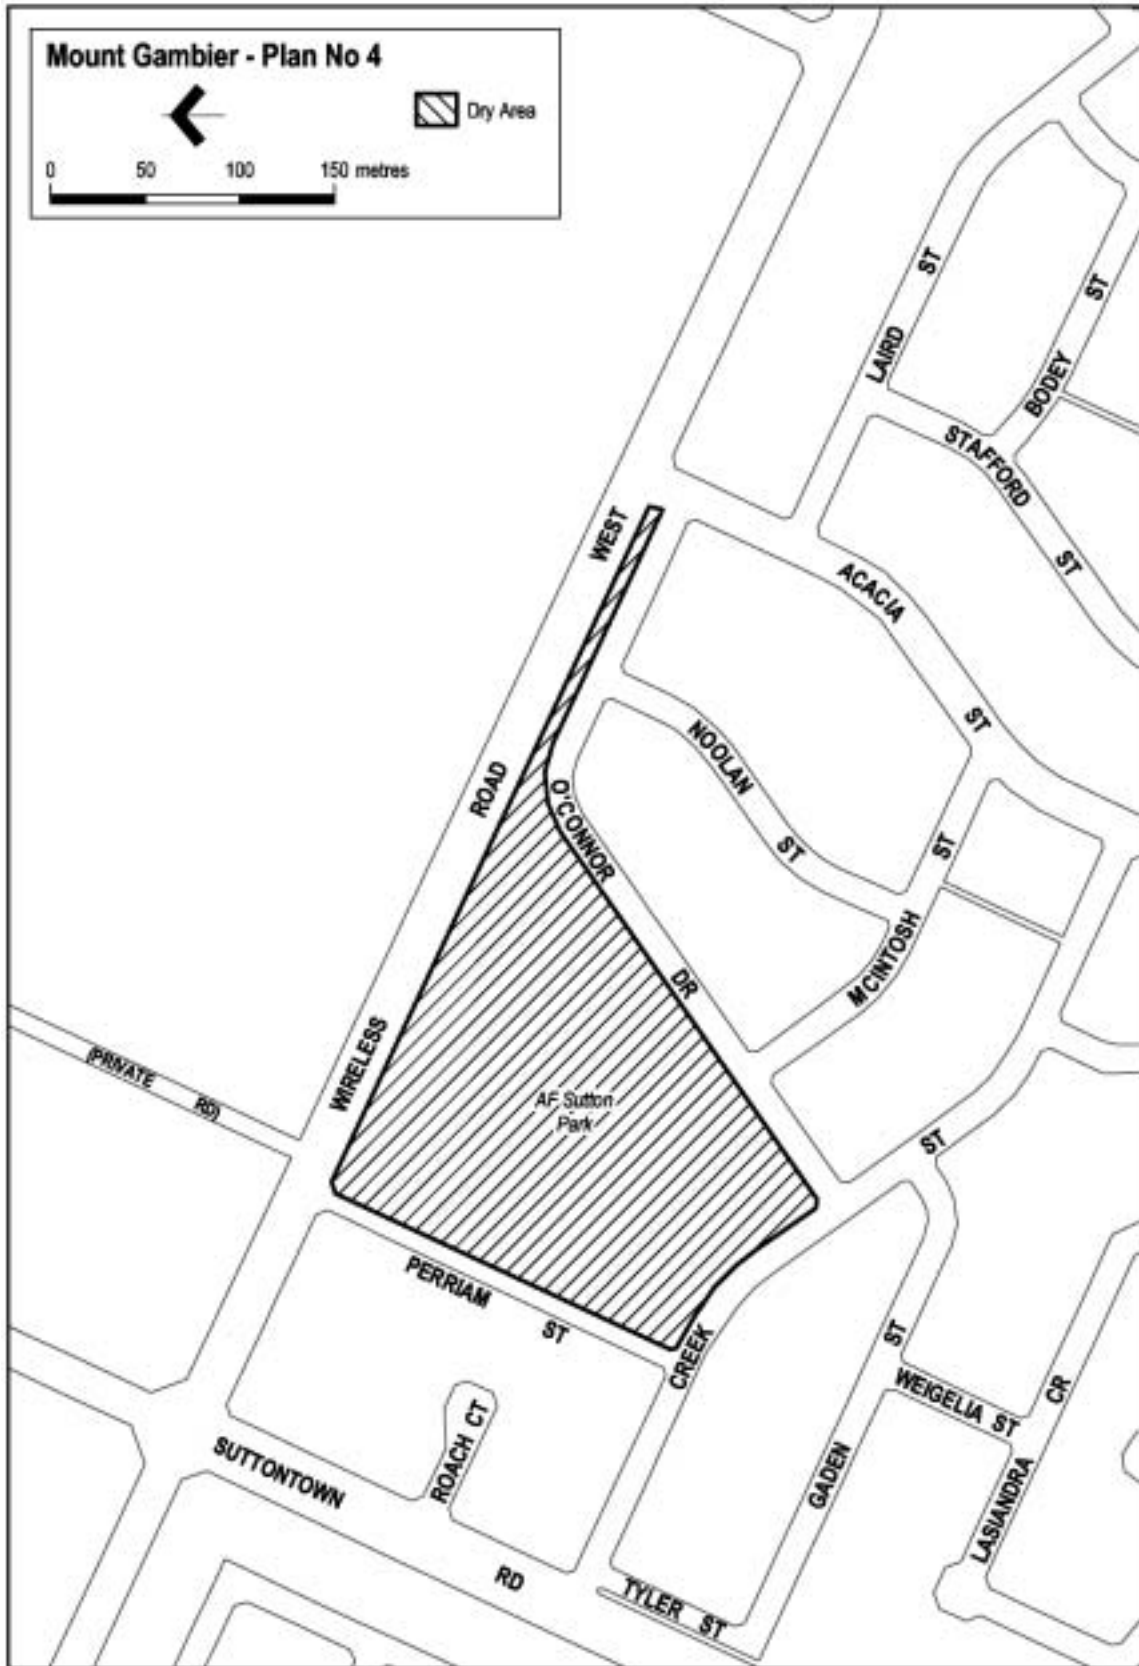 Mount Gambier - Plan No 4
Dry Area
0 50 100 150 metres
LAIRD ST
BODEY ST
STAFFORD ST
WIRELESS ROAD WEST
ACACIA ST
NOOLAN ST
O'CONNOR DR
MCINTOSH ST
(PRIVATE RD)
AF Sutton
Park
PERRIAM ST
CREEK ST
ROACH CT
SUTTONTOWN RD
GADEN ST
WEIGELIA ST
LASIANDRA CR
TYLER ST